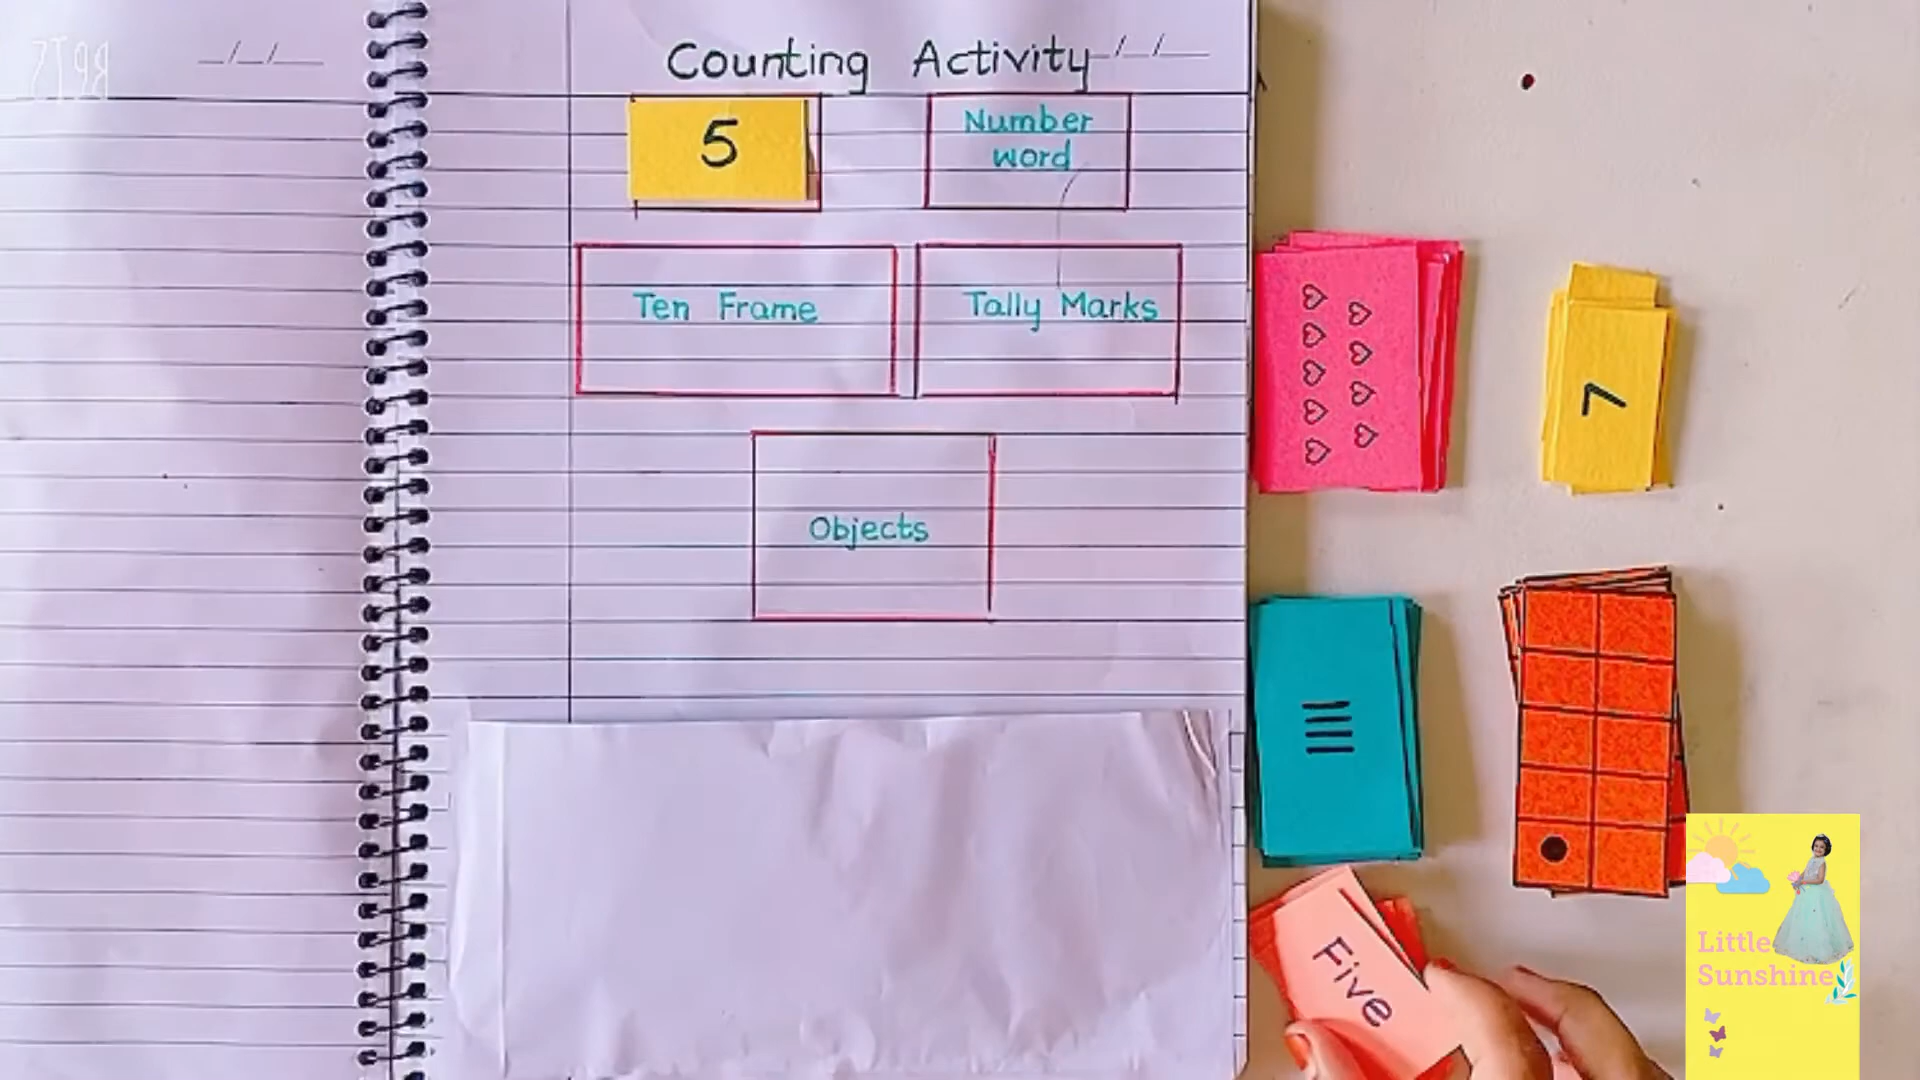 Counting Activity
5
Number
word
Ten Frame
Tally Marks
Objects
7
Five
Little
Sunshine